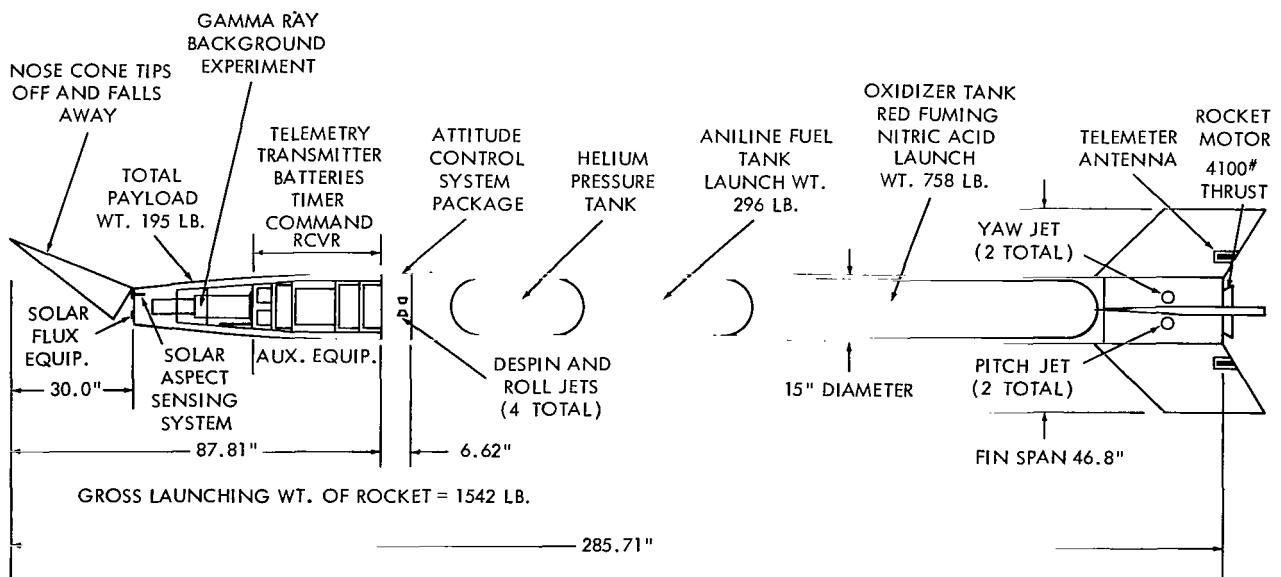 GAMMA RAY
BACKGROUND
EXPERIMENT
NOSE CONE TIPS
OFF AND FALLS
AWAY
TOTAL
PAYLOAD
WT. 195 LB.
TELEMETRY
TRANSMITTER
BATTERIES
TIMER
COMMAND
RCVR
ATTITUDE
CONTROL
SYSTEM
PACKAGE
HELIUM
PRESSURE
TANK
ANILINE FUEL
TANK
LAUNCH WT.
296 LB.
OXIDIZER TANK
RED FUMING
NITRIC ACID
LAUNCH
WT. 758 LB.
TELEMETER
ANTENNA
ROCKET
MOTOR
4100#
THRUST
YAW JET
(2 TOTAL)
SOLAR
FLUX
EQUIP.
SOLAR
ASPECT
SENSING
SYSTEM
AUX. EQUIP.
DESPIN AND
ROLL JETS
(4 TOTAL)
15" DIAMETER
PITCH JET
(2 TOTAL)
30.0"
87.81"
6.62"
FIN SPAN 46.8"
GROSS LAUNCHING WT. OF ROCKET = 1542 LB.
285.71"